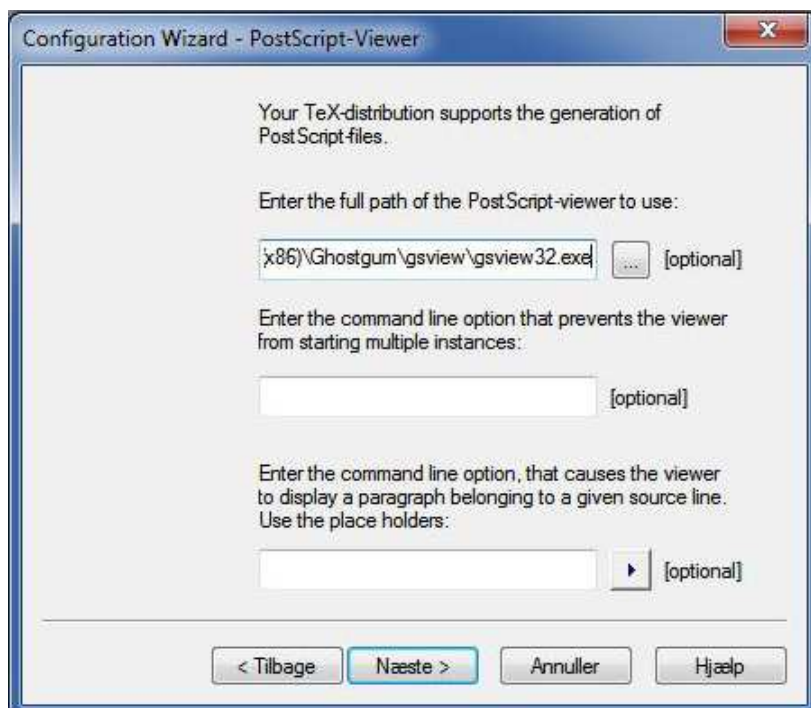 Configuration Wizard - PostScript-Viewer
x
Your TeX-distribution supports the generation of
PostScript-files.
Enter the full path of the PostScript-viewer to use:
x86)\Ghostgum\gsview\gsview32.exe
...
[optional]
Enter the command line option that prevents the viewer
from starting multiple instances:
[optional]
Enter the command line option, that causes the viewer
to display a paragraph belonging to a given source line.
Use the place holders:
[optional]
< Tilbage
Næste >
Annuller
Hjælp